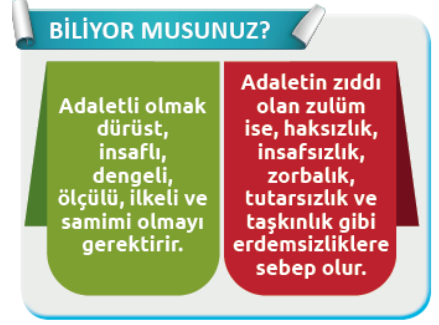 BİLİYOR MUSUNUZ?
Adaletli olmak
dürüst,
insaflı,
dengeli,
ölçülü, ilkeli ve
samimi olmayı
gerektirir.
Adaletin zıddı
olan zulüm
ise, haksızlık,
insafsızlık,
zorbalık,
tutarsızlık ve
taşkınlık gibi
erdemsizliklere
sebep olur.